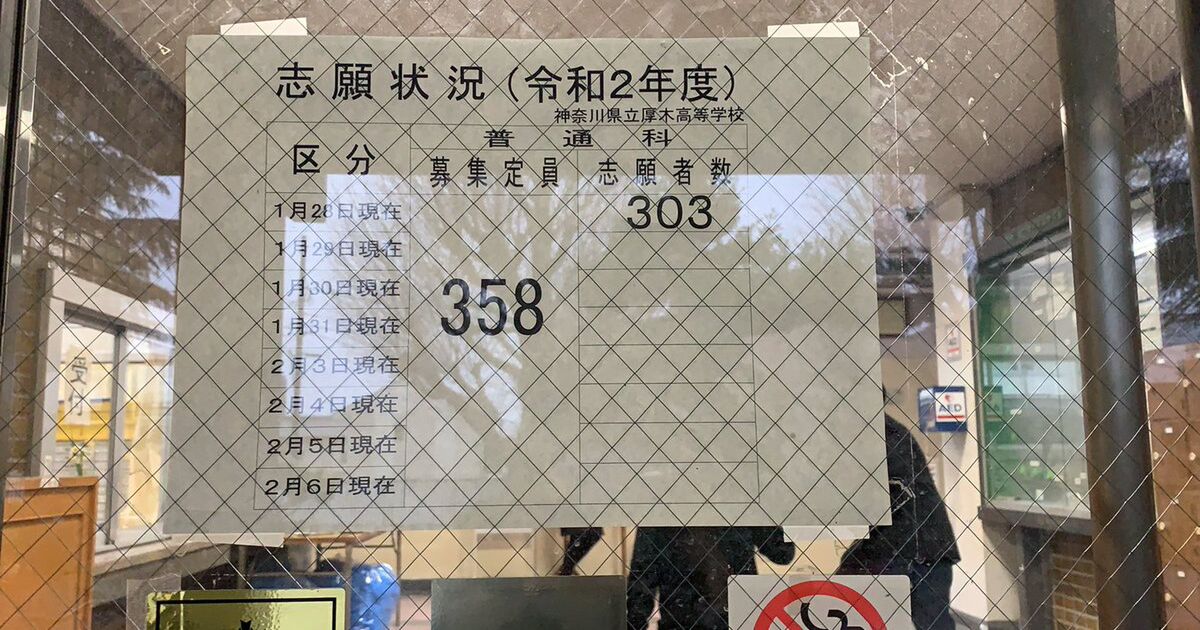 志願状況（令和2年度）
神奈川県立厚木高等学校
区分
普通科
募集定員
志願者数
1月28日現在
303
1月29日現在
1月30日現在
358
1月31日現在
2月3日現在
2月4日現在
2月5日現在
2月6日現在
受付
AED